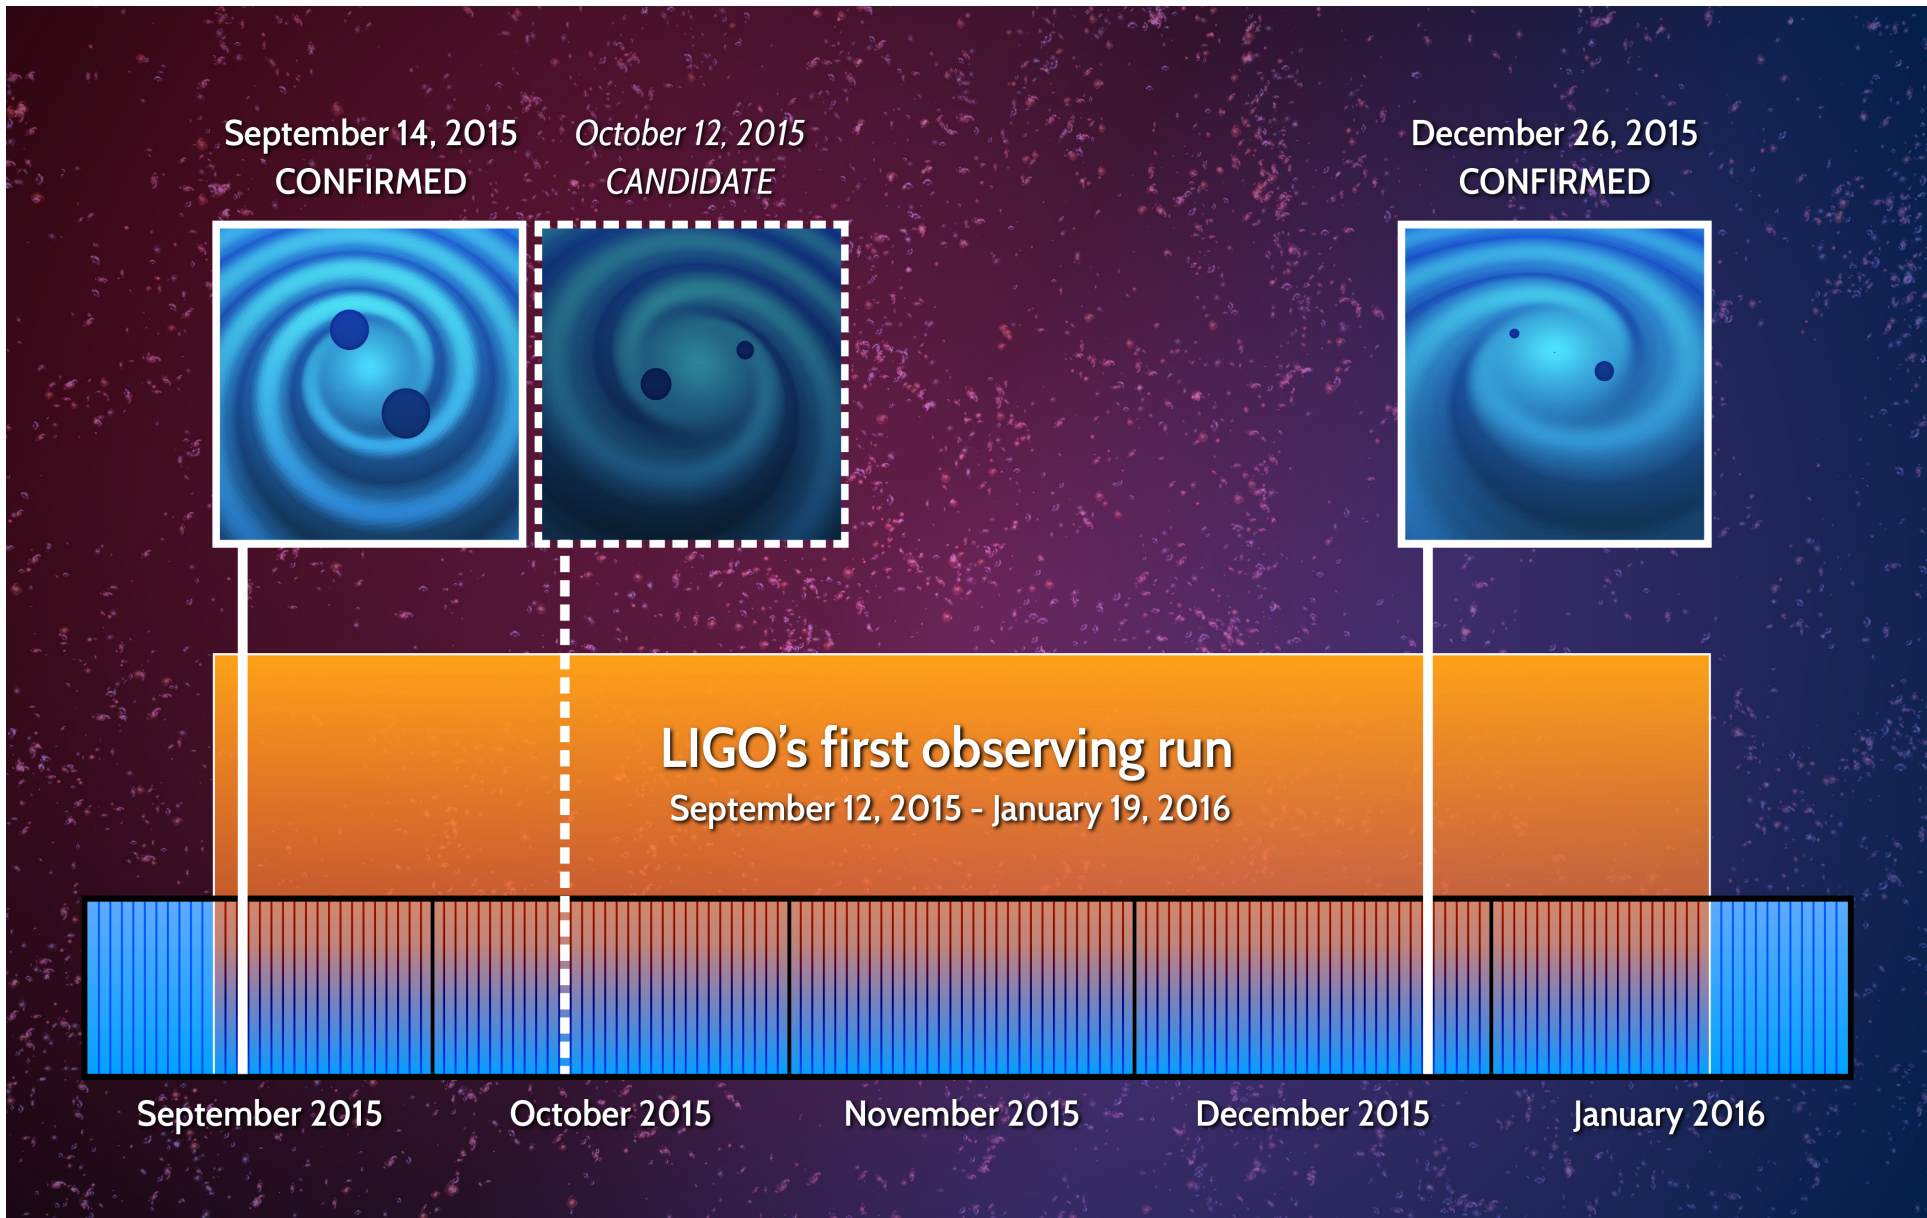 September 14, 2015
CONFIRMED
October 12, 2015
CANDIDATE
December 26, 2015
CONFIRMED
LIGO’s first observing run
September 12, 2015 - January 19, 2016
September 2015
October 2015
November 2015
December 2015
January 2016